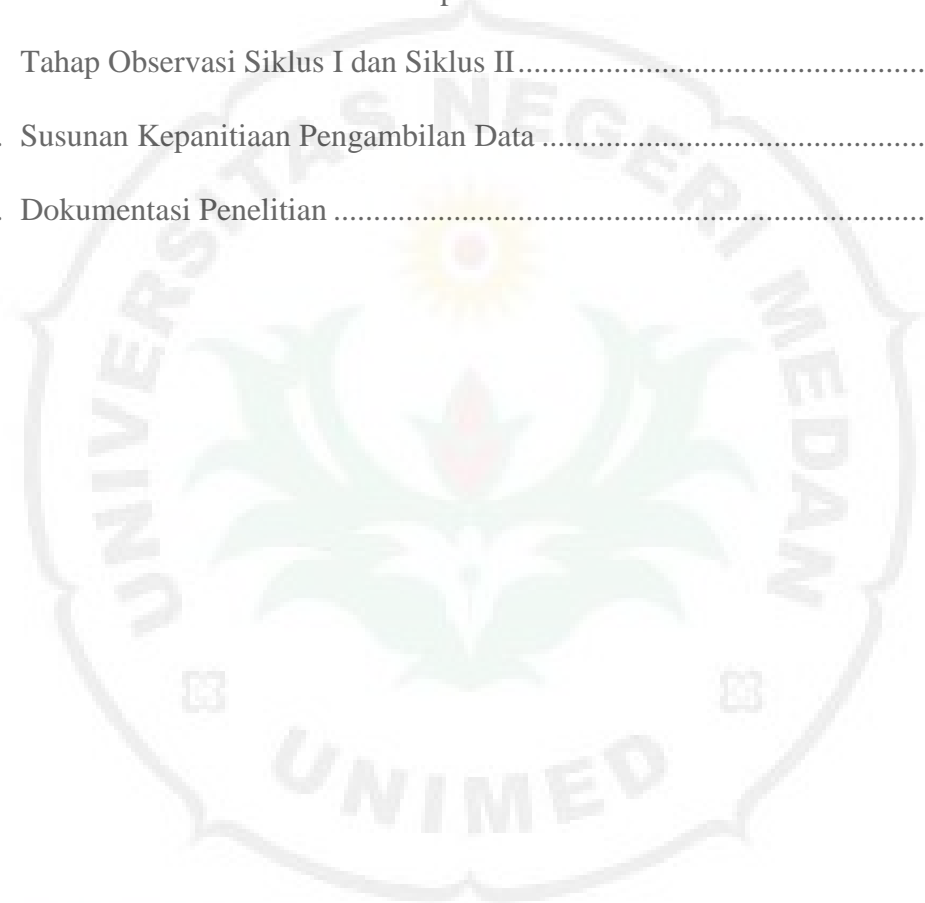 Tahap Observasi Siklus I dan Siklus II.................................................
. Susunan Kepanitiaan Pengambilan Data .................................................
. Dokumentasi Penelitian ...........................................................................
UNIVERSITAS NEGERI MEDAN
UNIMED